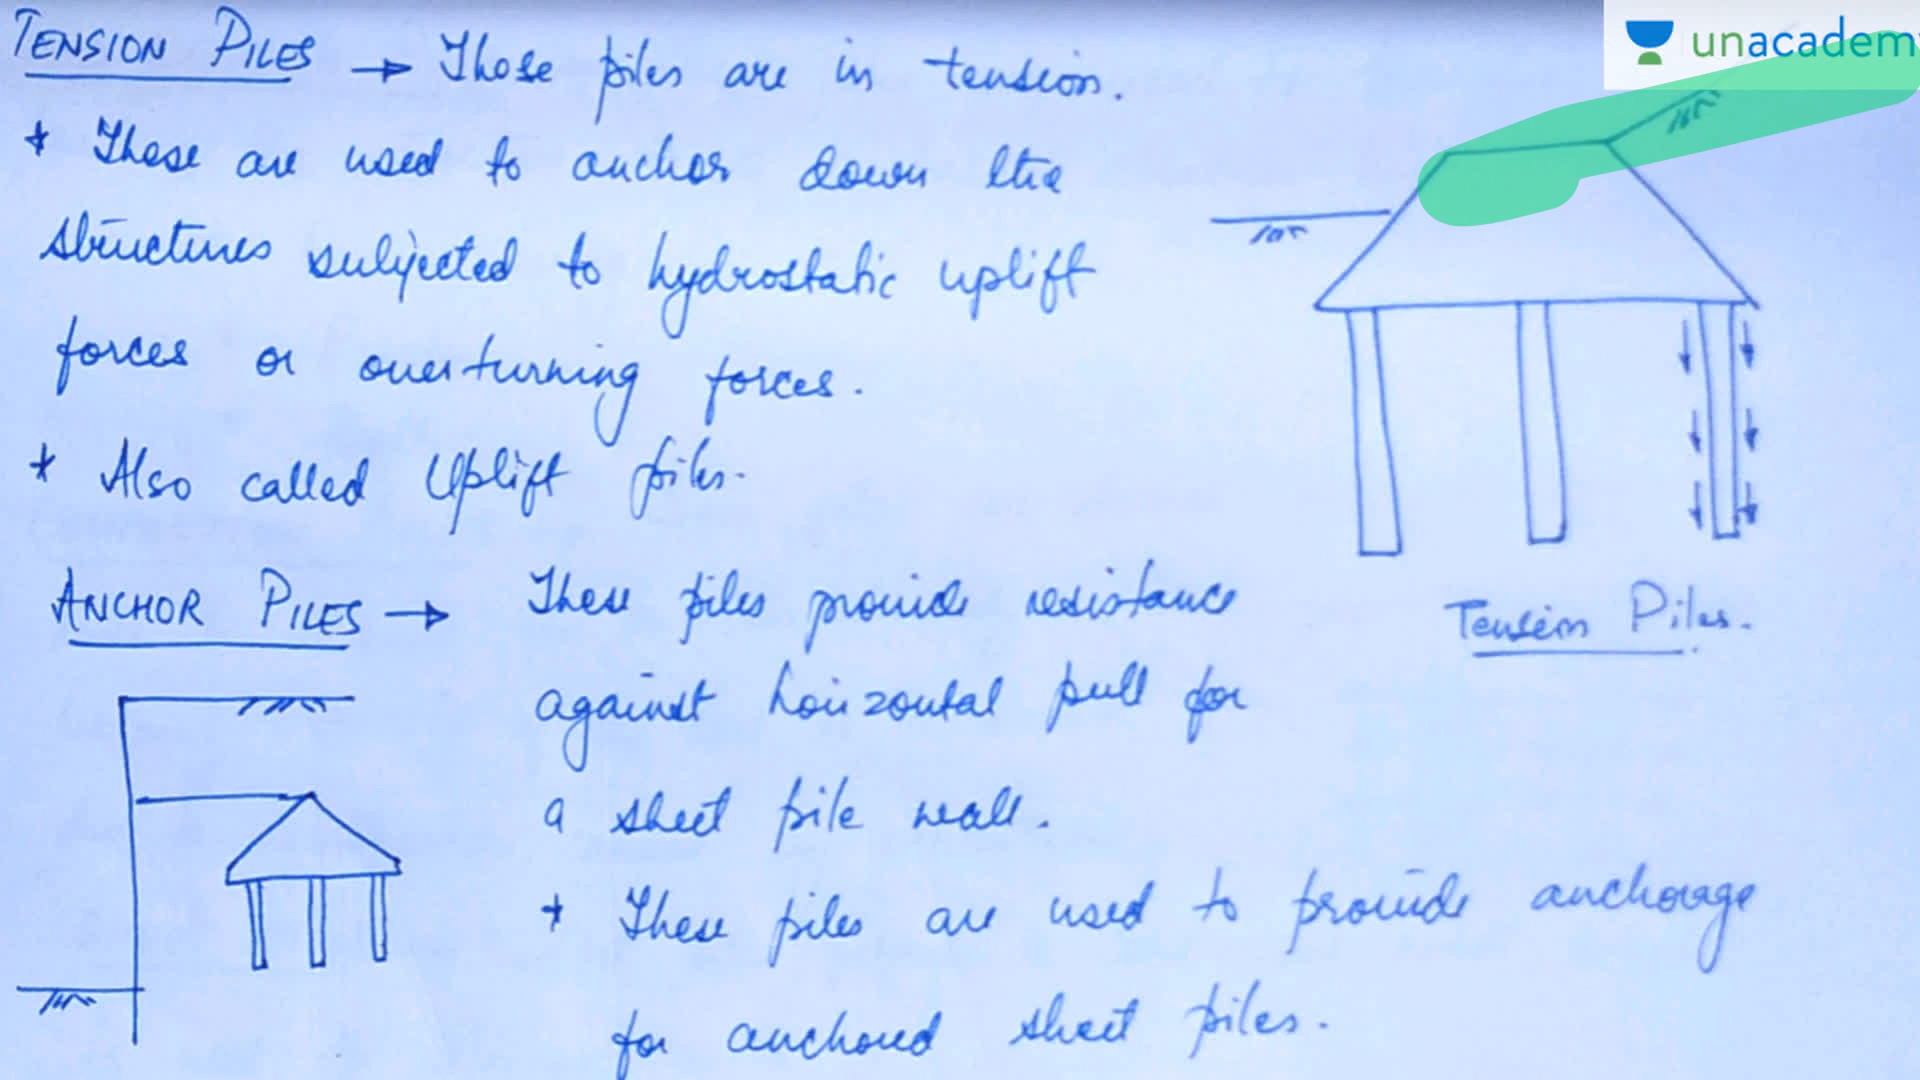 TENSION PILES → Those piles are in tension.
* These are used to anchor down the
structures subjected to hydrostatic uplift
forces or overturning forces.
* Also called Uplift piles.
Tension Piles.
ANCHOR PILES → These piles provide resistance
against horizontal pull for
a sheet pile wall.
* These piles are used to provide anchorage
for anchored sheet piles.
unacademy